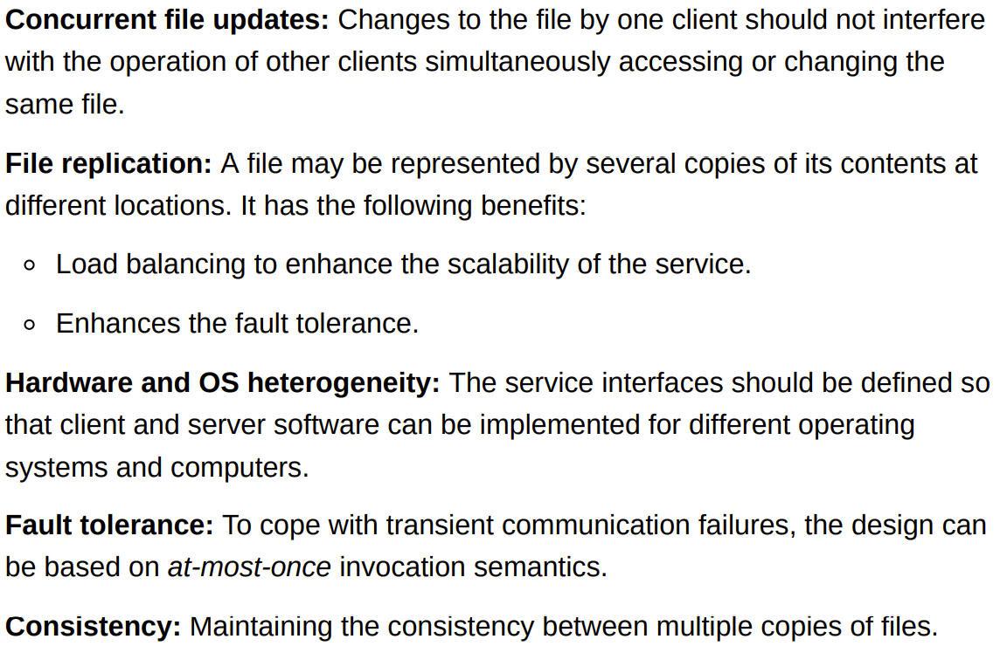 Concurrent file updates: Changes to the file by one client should not interfere
with the operation of other clients simultaneously accessing or changing the
same file.
File replication: A file may be represented by several copies of its contents at
different locations. It has the following benefits:
Load balancing to enhance the scalability of the service.
Enhances the fault tolerance.
Hardware and OS heterogeneity: The service interfaces should be defined so
that client and server software can be implemented for different operating
systems and computers.
Fault tolerance: To cope with transient communication failures, the design can
be based on at-most-once invocation semantics.
Consistency: Maintaining the consistency between multiple copies of files.